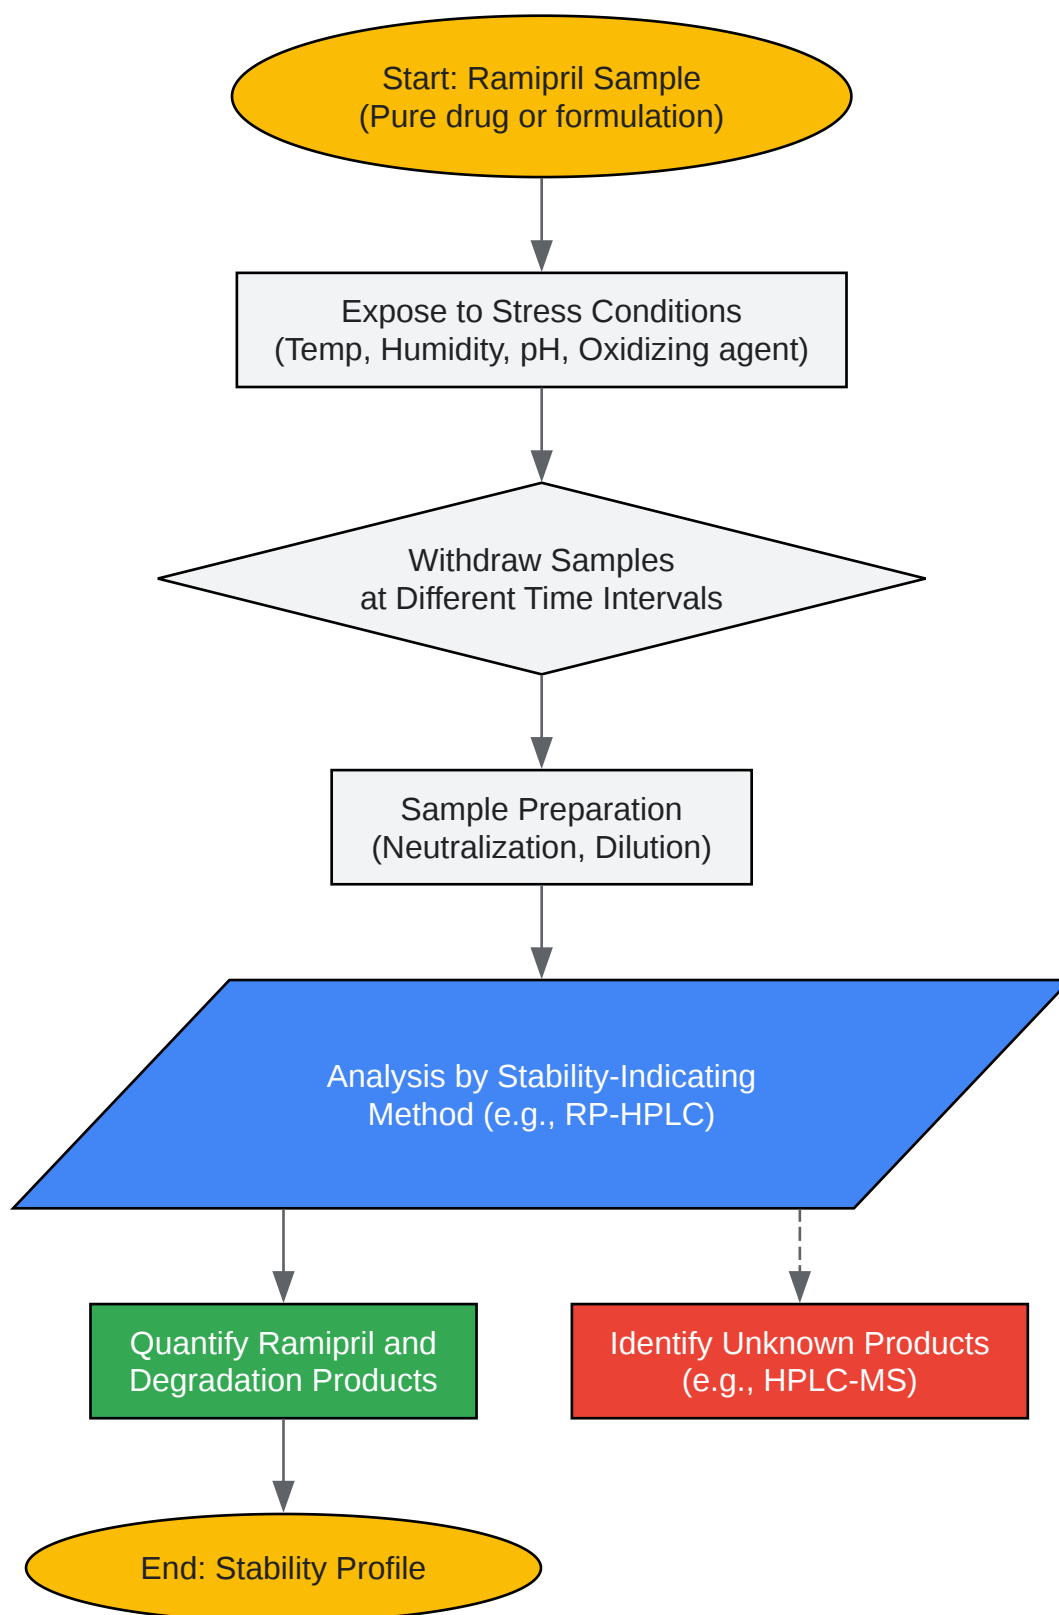 Start: Ramipril Sample
(Pure drug or formulation)
Expose to Stress Conditions
(Temp, Humidity, pH, Oxidizing agent)
Withdraw Samples
at Different Time Intervals
Sample Preparation
(Neutralization, Dilution)
Analysis by Stability-Indicating
Method (e.g., RP-HPLC)
Quantify Ramipril and
Degradation Products
Identify Unknown Products
(e.g., HPLC-MS)
End: Stability Profile